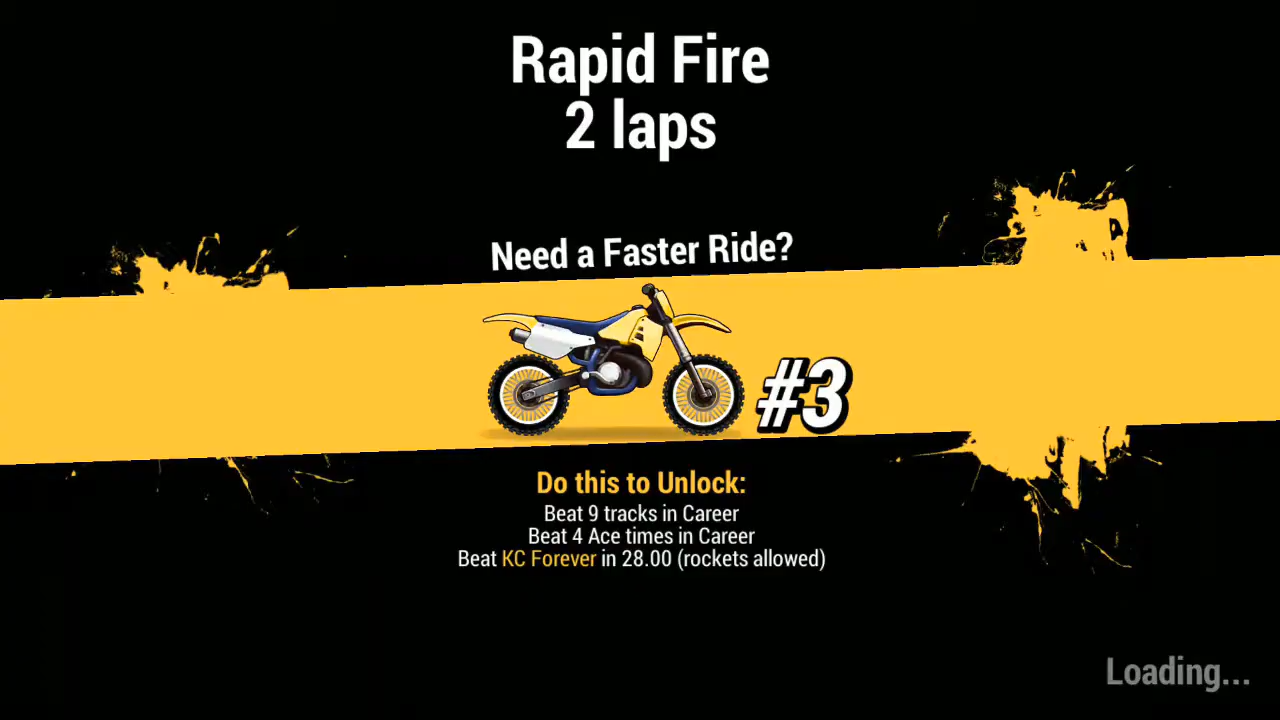 Rapid Fire
2 laps
Need a Faster Ride?
#3
Do this to Unlock:
Beat 9 tracks in Career
Beat 4 Ace times in Career
Beat KC Forever in 28.00 (rockets allowed)
Loading...